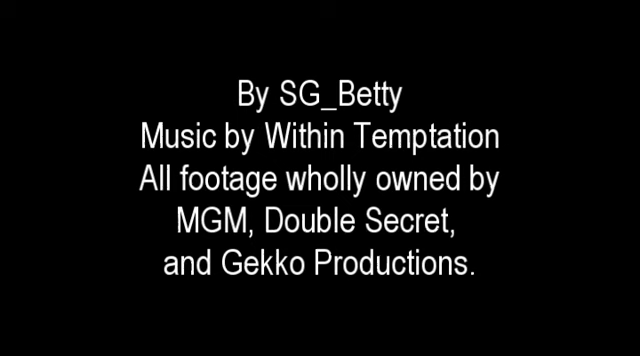 By SG_Betty
Music by Within Temptation
All footage wholly owned by
MGM, Double Secret,
and Gekko Productions.